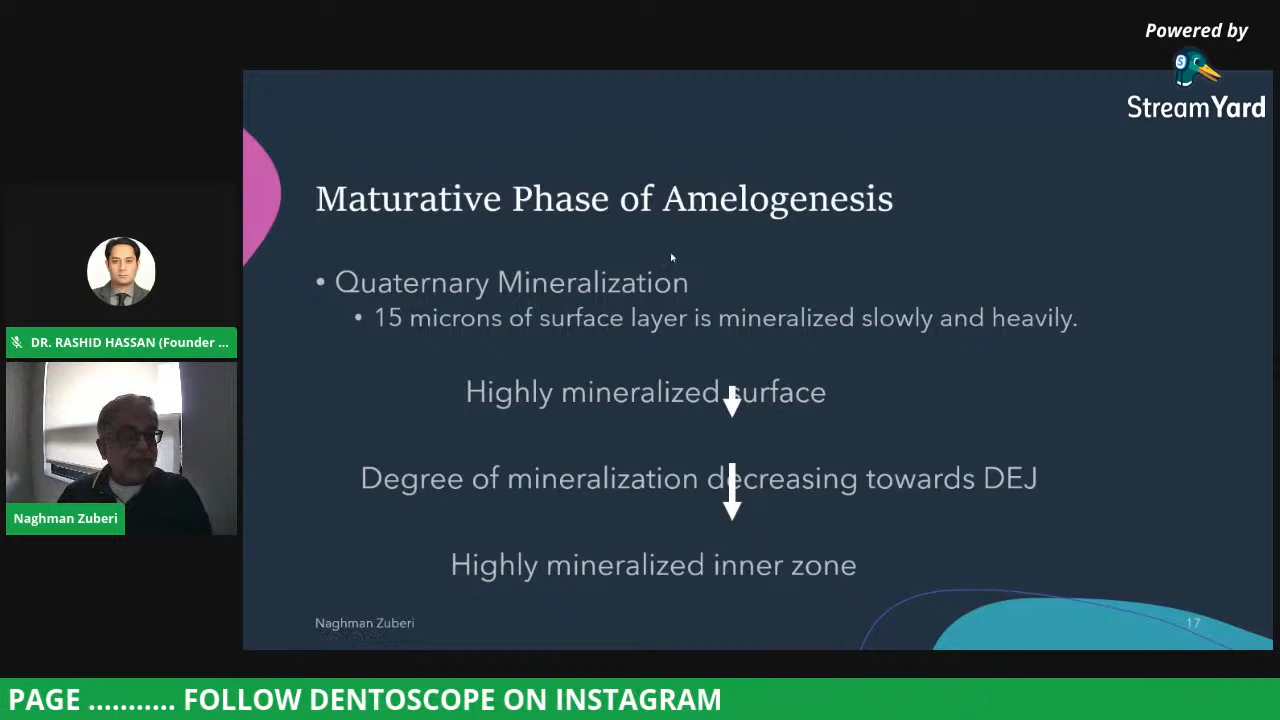 Powered by
StreamYard
Maturative Phase of Amelogenesis
• Quaternary Mineralization
• 15 microns of surface layer is mineralized slowly and heavily.
DR. RASHID HASSAN (Founder ...
Highly mineralized surface
Degree of mineralization decreasing towards DEJ
Naghman Zuberi
Highly mineralized inner zone
Naghman Zuberi
17
PAGE ........... FOLLOW DENTOSCOPE ON INSTAGRAM